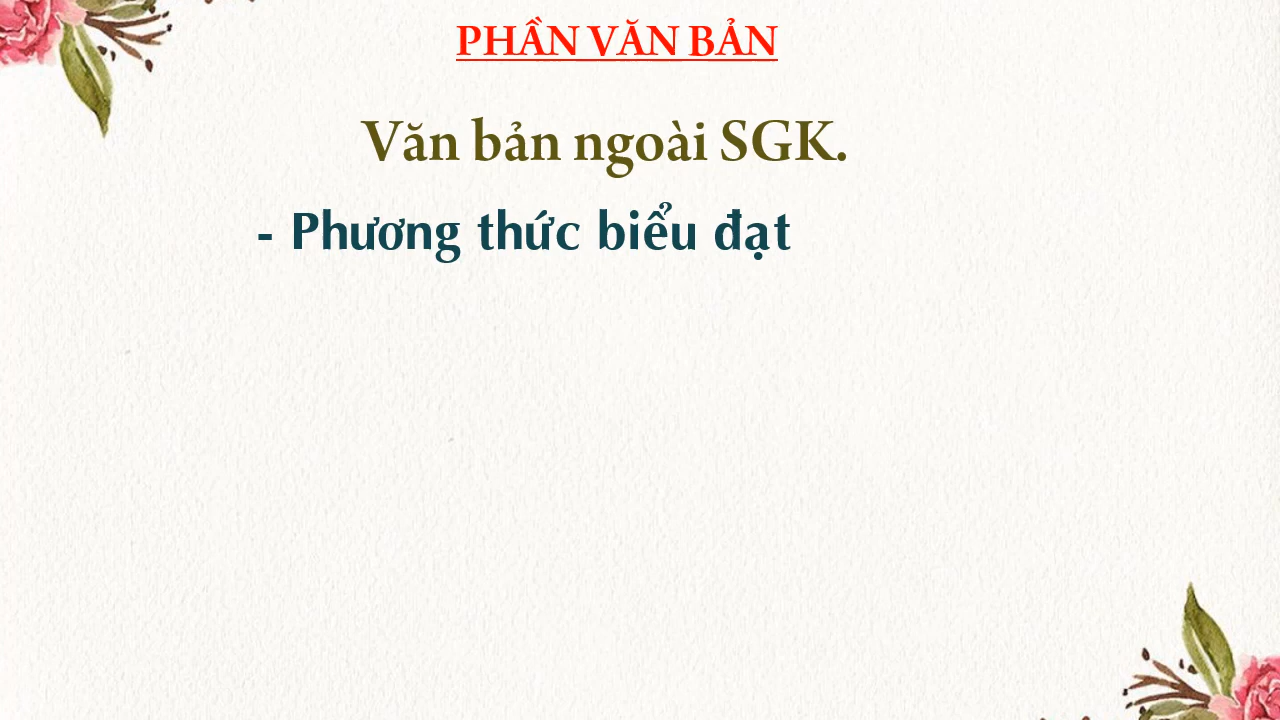 PHẦN VĂN BẢN
Văn bản ngoài SGK.
- Phương thức biểu đạt